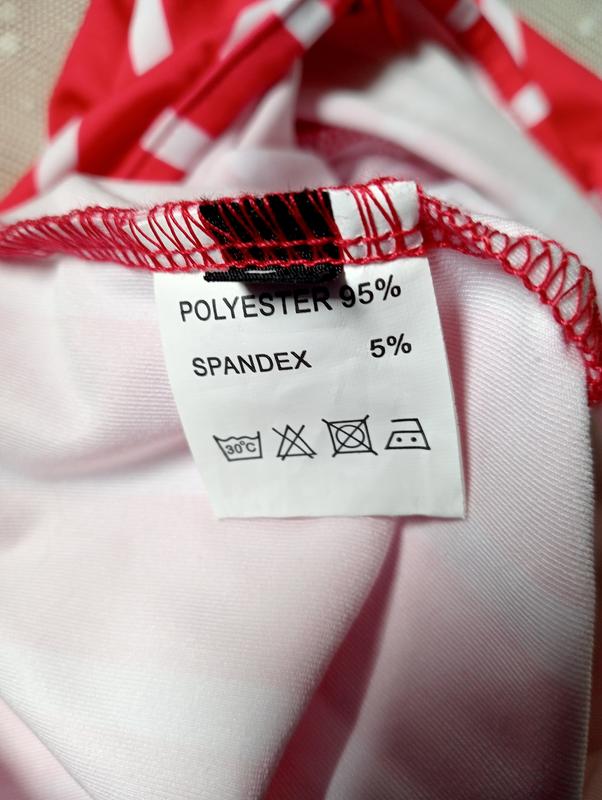 POLYESTER 95%
SPANDEX 5%
30°C